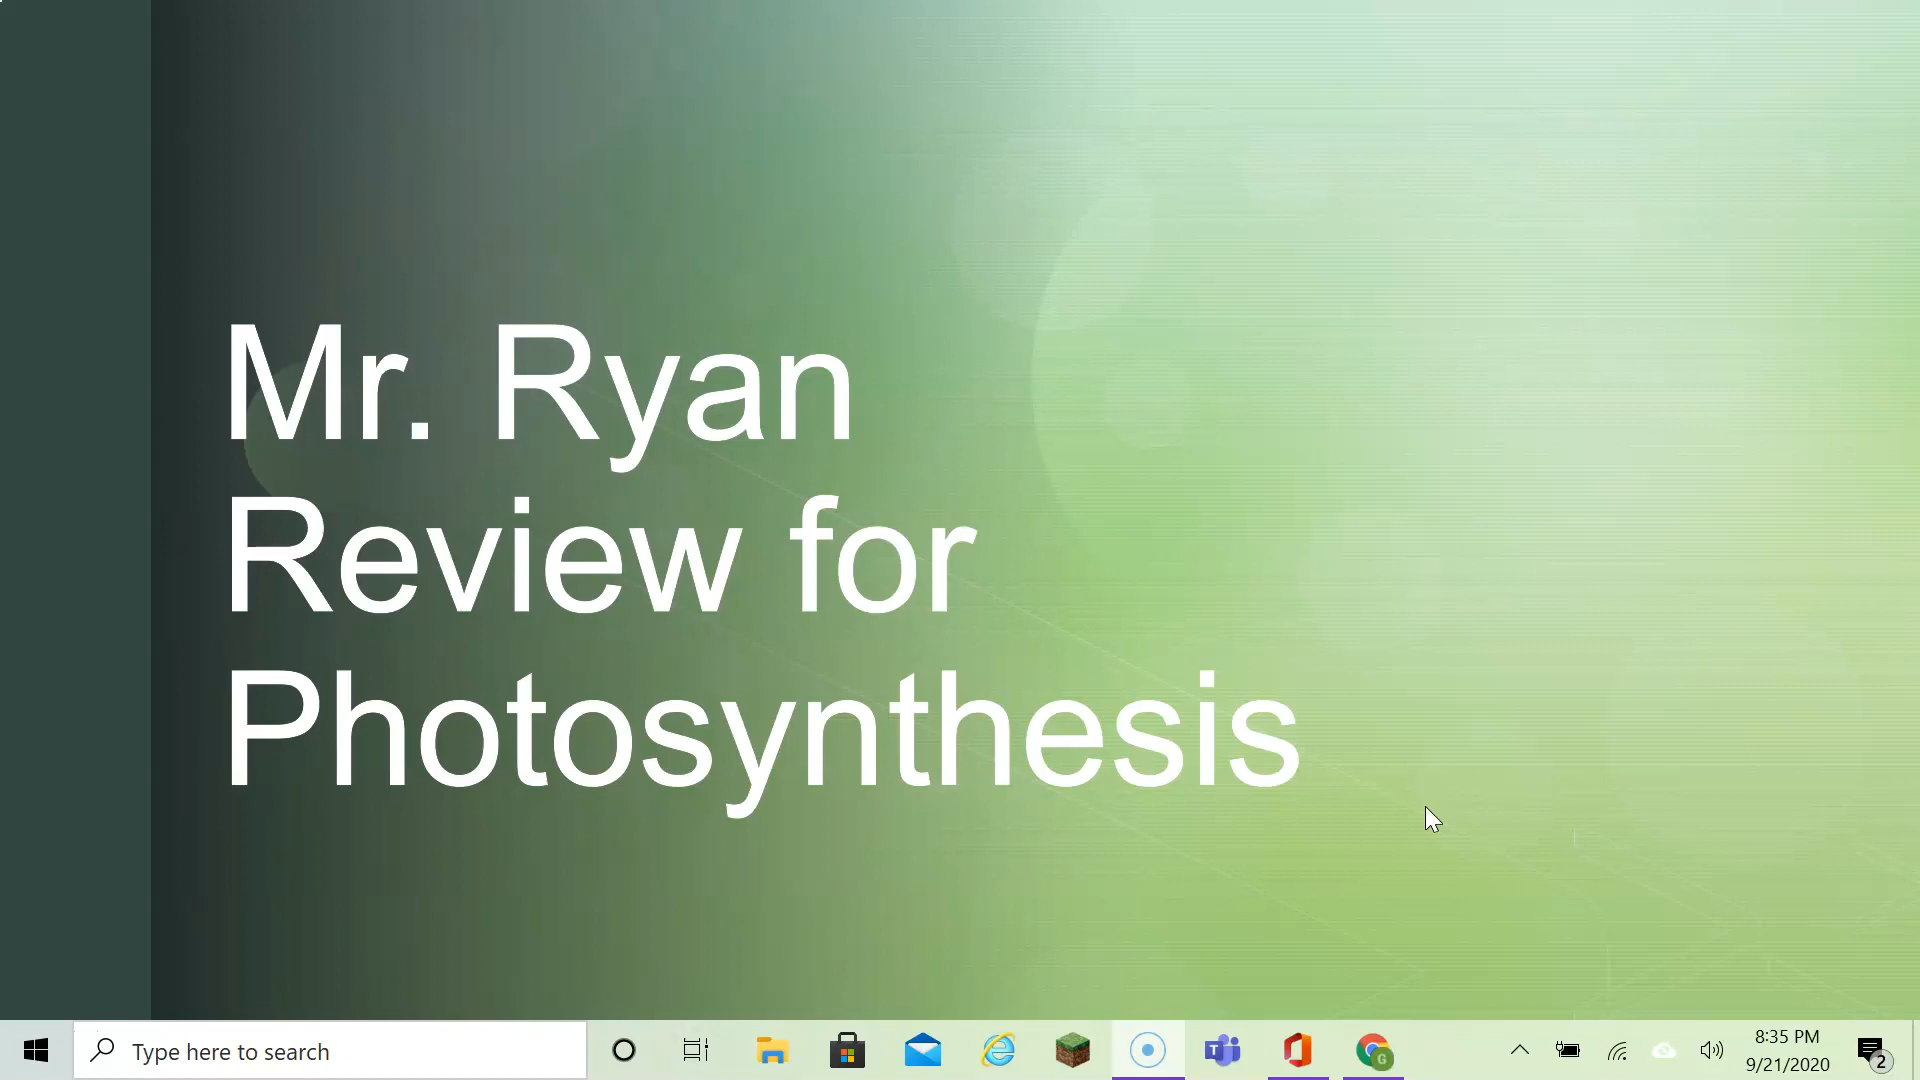 Mr. Ryan
Review for
Photosynthesis
Type here to search
T
G
8:35 PM
9/21/2020
2